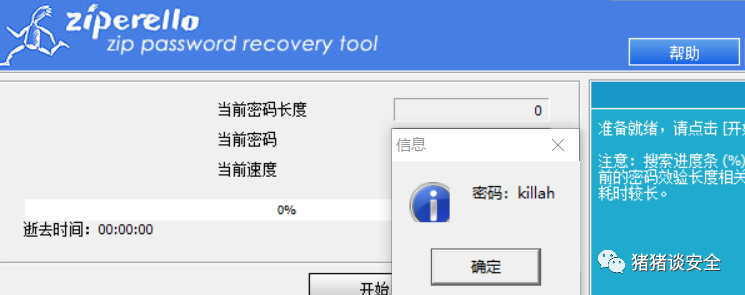 ziperello
zip password recovery tool
帮助
当前密码长度
0
当前密码
当前速度
0%
逝去时间：00:00:00
开始
信息
密码：killah
确定
准备就绪，请点击 [开始
注意：搜索进度条 (%)
前的密码效验长度相关
耗时较长。
猪猪谈安全